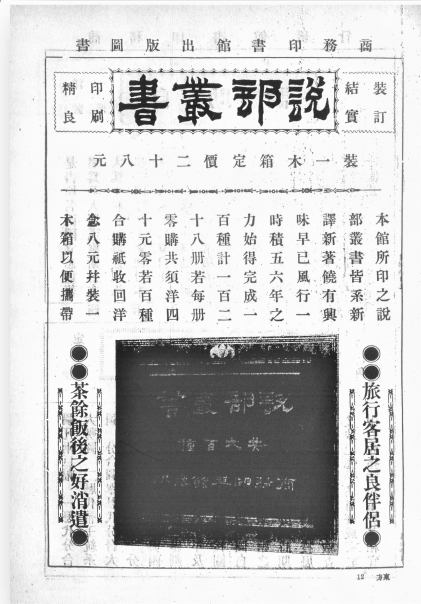 商務印書館出版圖書
裝訂
結實
說部叢書
印刷
精良
裝一木箱定價二十八元
本館所印之說
部叢書皆系新
譯新著饒有興
味早已風行一
時積五六年之
力始得完成一
百種計一百二
十八冊若每冊
零購共須洋四
十元零若百種
合購祗收回洋
念八元幷裝一
木箱以便攜帶
●●旅行客居之良伴侶●
說部叢書
●●茶餘飯後之好消遣●
東方 12